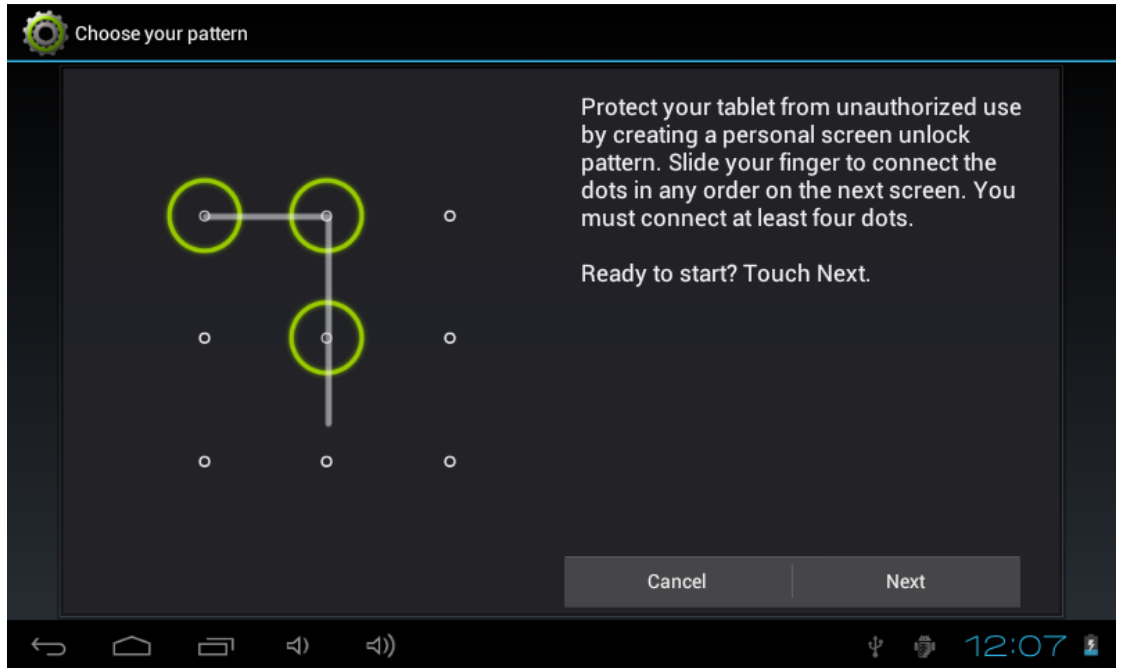 Choose your pattern
Protect your tablet from unauthorized use
by creating a personal screen unlock
pattern. Slide your finger to connect the
dots in any order on the next screen. You
must connect at least four dots.
Ready to start? Touch Next.
Cancel
Next
12:07